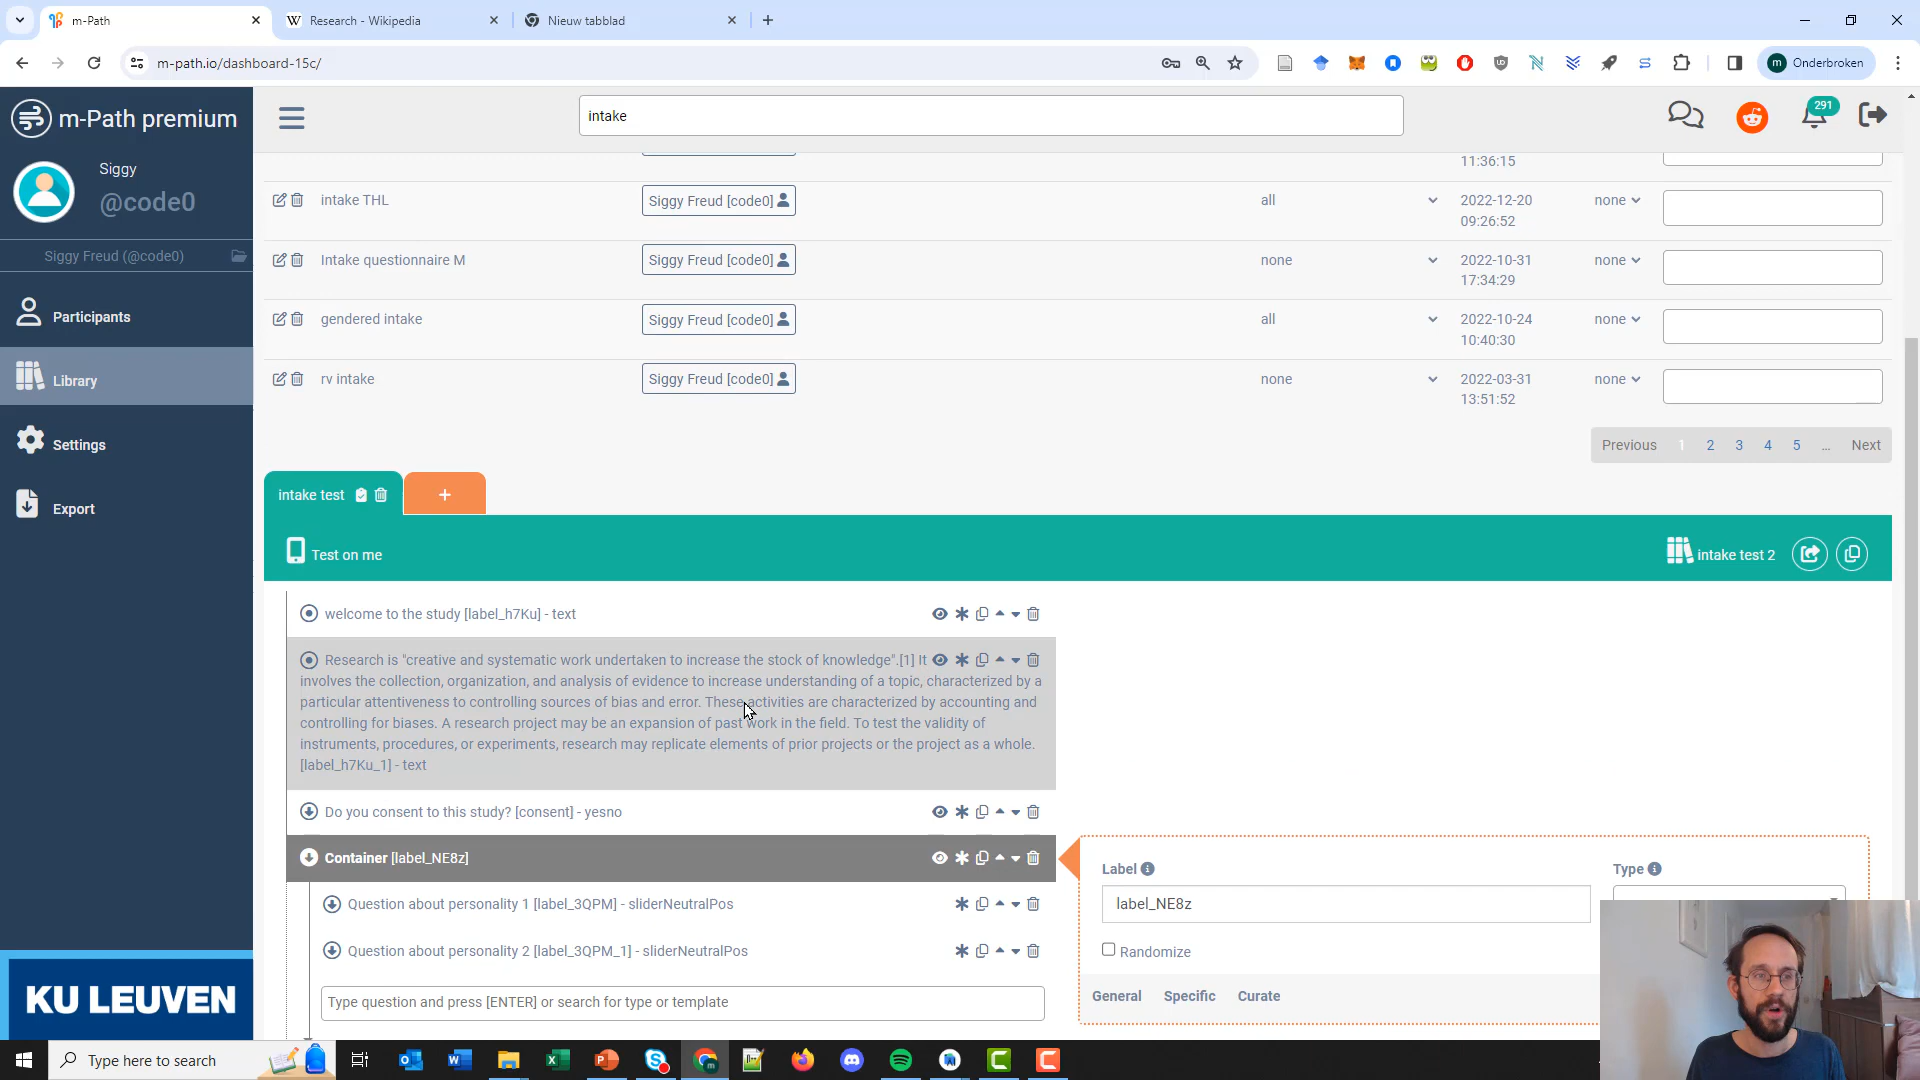 m-Path
Research - Wikipedia
Nieuw tabblad
m-path.io/dashboard-15c/
m
Onderbroken
m-Path premium
intake
291
Siggy
@code0
Siggy Freud (@code0)
Participants
Library
Settings
Export
KU LEUVEN
11:36:15
intake THL
Siggy Freud [code0]
all
2022-12-20
09:26:52
none
Intake questionnaire M
Siggy Freud [code0]
none
2022-10-31
17:34:29
none
gendered intake
Siggy Freud [code0]
all
2022-10-24
10:40:30
none
rv intake
Siggy Freud [code0]
none
2022-03-31
13:51:52
none
Previous 1 2 3 4 5 ... Next
intake test
+
Test on me
intake test 2
welcome to the study [label_h7Ku] - text
Research is "creative and systematic work undertaken to increase the stock of knowledge".[1] It
involves the collection, organization, and analysis of evidence to increase understanding of a topic, characterized by a
particular attentiveness to controlling sources of bias and error. These activities are characterized by accounting and
controlling for biases. A research project may be an expansion of past work in the field. To test the validity of
instruments, procedures, or experiments, research may replicate elements of prior projects or the project as a whole.
[label_h7Ku_1] - text
Do you consent to this study? [consent] - yesno
Container [label_NE8z]
Question about personality 1 [label_3QPM] - sliderNeutralPos
Question about personality 2 [label_3QPM_1] - sliderNeutralPos
Type question and press [ENTER] or search for type or template
Label
Type
label_NE8z
Randomize
General
Specific
Curate
Type here to search